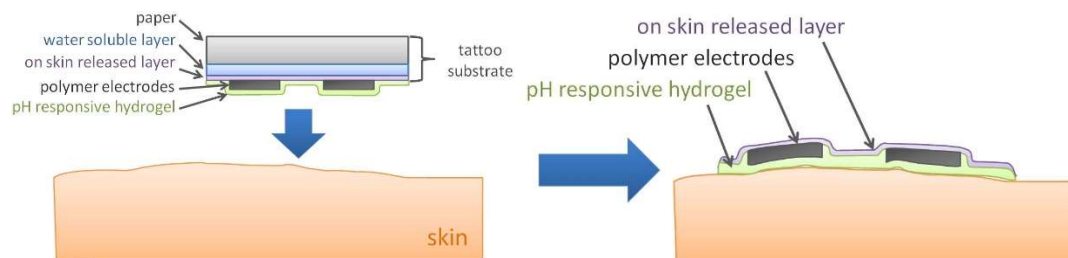 paper
water soluble layer
on skin released layer
polymer electrodes
pH responsive hydrogel
tattoo
substrate
skin
on skin released layer
polymer electrodes
pH responsive hydrogel